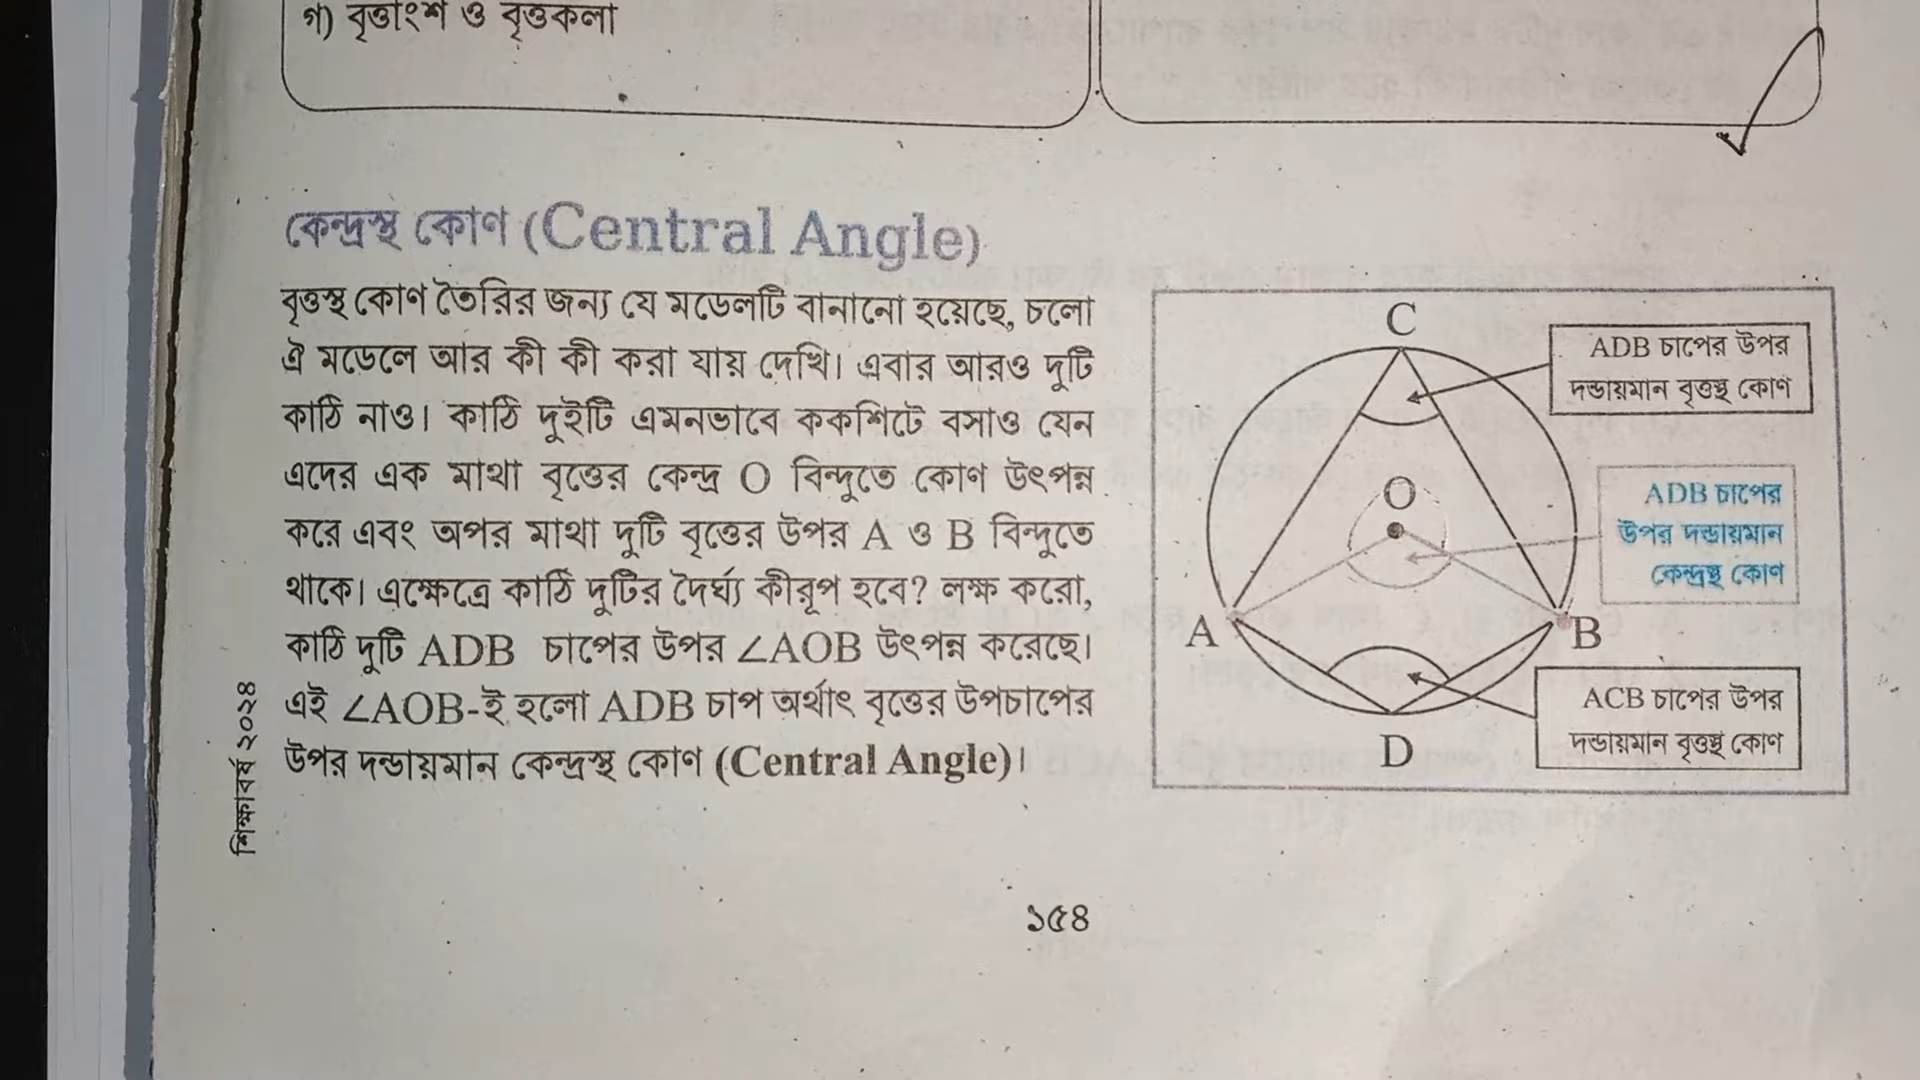 গ) বৃত্তাংশ ও বৃত্তকলা
কেন্দ্রস্থ কোণ (Central Angle)
বৃত্তস্থ কোণ তৈরির জন্য যে মডেলটি বানানো হয়েছে, চলো
ঐ মডেলে আর কী কী করা যায় দেখি। এবার আরও দুটি
কাঠি নাও। কাঠি দুইটি এমনভাবে ককশিটে বসাও যেন
এদের এক মাথা বৃত্তের কেন্দ্র O বিন্দুতে কোণ উৎপন্ন
করে এবং অপর মাথা দুটি বৃত্তের উপর A ও B বিন্দুতে
থাকে। এক্ষেত্রে কাঠি দুটির দৈর্ঘ্য কীরূপ হবে? লক্ষ করো,
কাঠি দুটি ADB চাপের উপর ∠AOB উৎপন্ন করেছে।
এই ∠AOB-ই হলো ADB চাপ অর্থাৎ বৃত্তের উপচাপের
উপর দন্ডায়মান কেন্দ্রস্থ কোণ (Central Angle)।
C
ADB চাপের উপর
দন্ডায়মান বৃত্তস্থ কোণ
O
ADB চাপের
উপর দন্ডায়মান
কেন্দ্রস্থ কোণ
A
B
ACB চাপের উপর
দন্ডায়মান বৃত্তস্থ কোণ
D
শিক্ষাবর্ষ ২০২৪
১৫৪